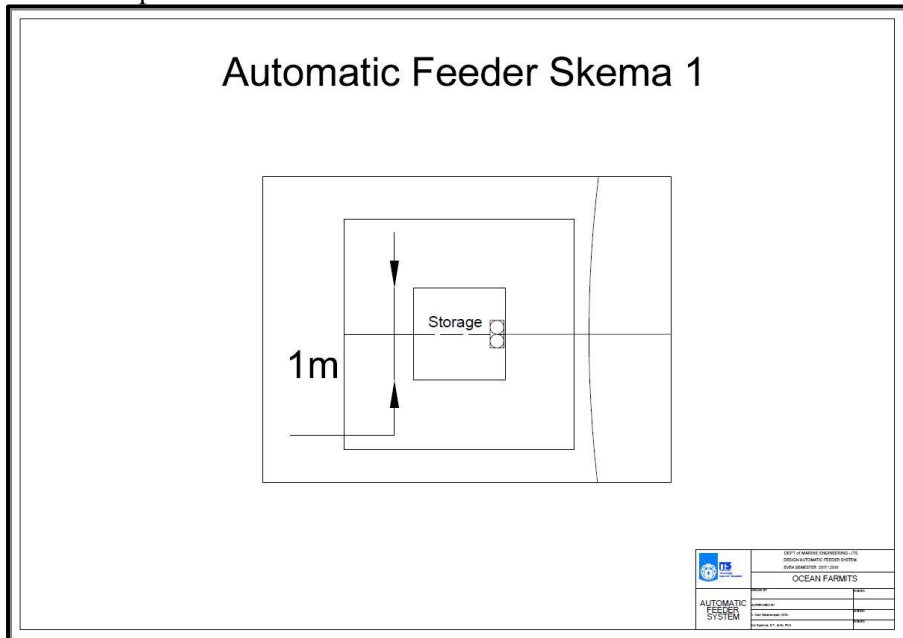 Automatic Feeder Skema 1
Storage
1m
ITS
DEPT of MARINE ENGINEERING - ITS
DESIGN AUTOMATIC FEEDER SYSTEM
EVEN SEMESTER 2017 / 2018
OCEAN FARMITS
AUTOMATIC
FEEDER
SYSTEM